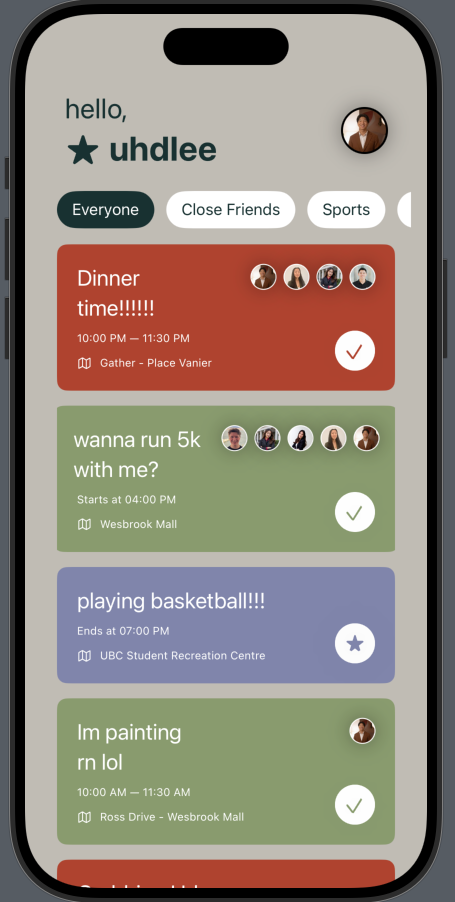 hello,
uhdlee
Everyone
Close Friends
Sports
Dinner
time!!!!!!
10:00 PM — 11:30 PM
Gather - Place Vanier
wanna run 5k
with me?
Starts at 04:00 PM
Wesbrook Mall
playing basketball!!!
Ends at 07:00 PM
UBC Student Recreation Centre
Im painting
rn lol
10:00 AM — 11:30 AM
Ross Drive - Wesbrook Mall